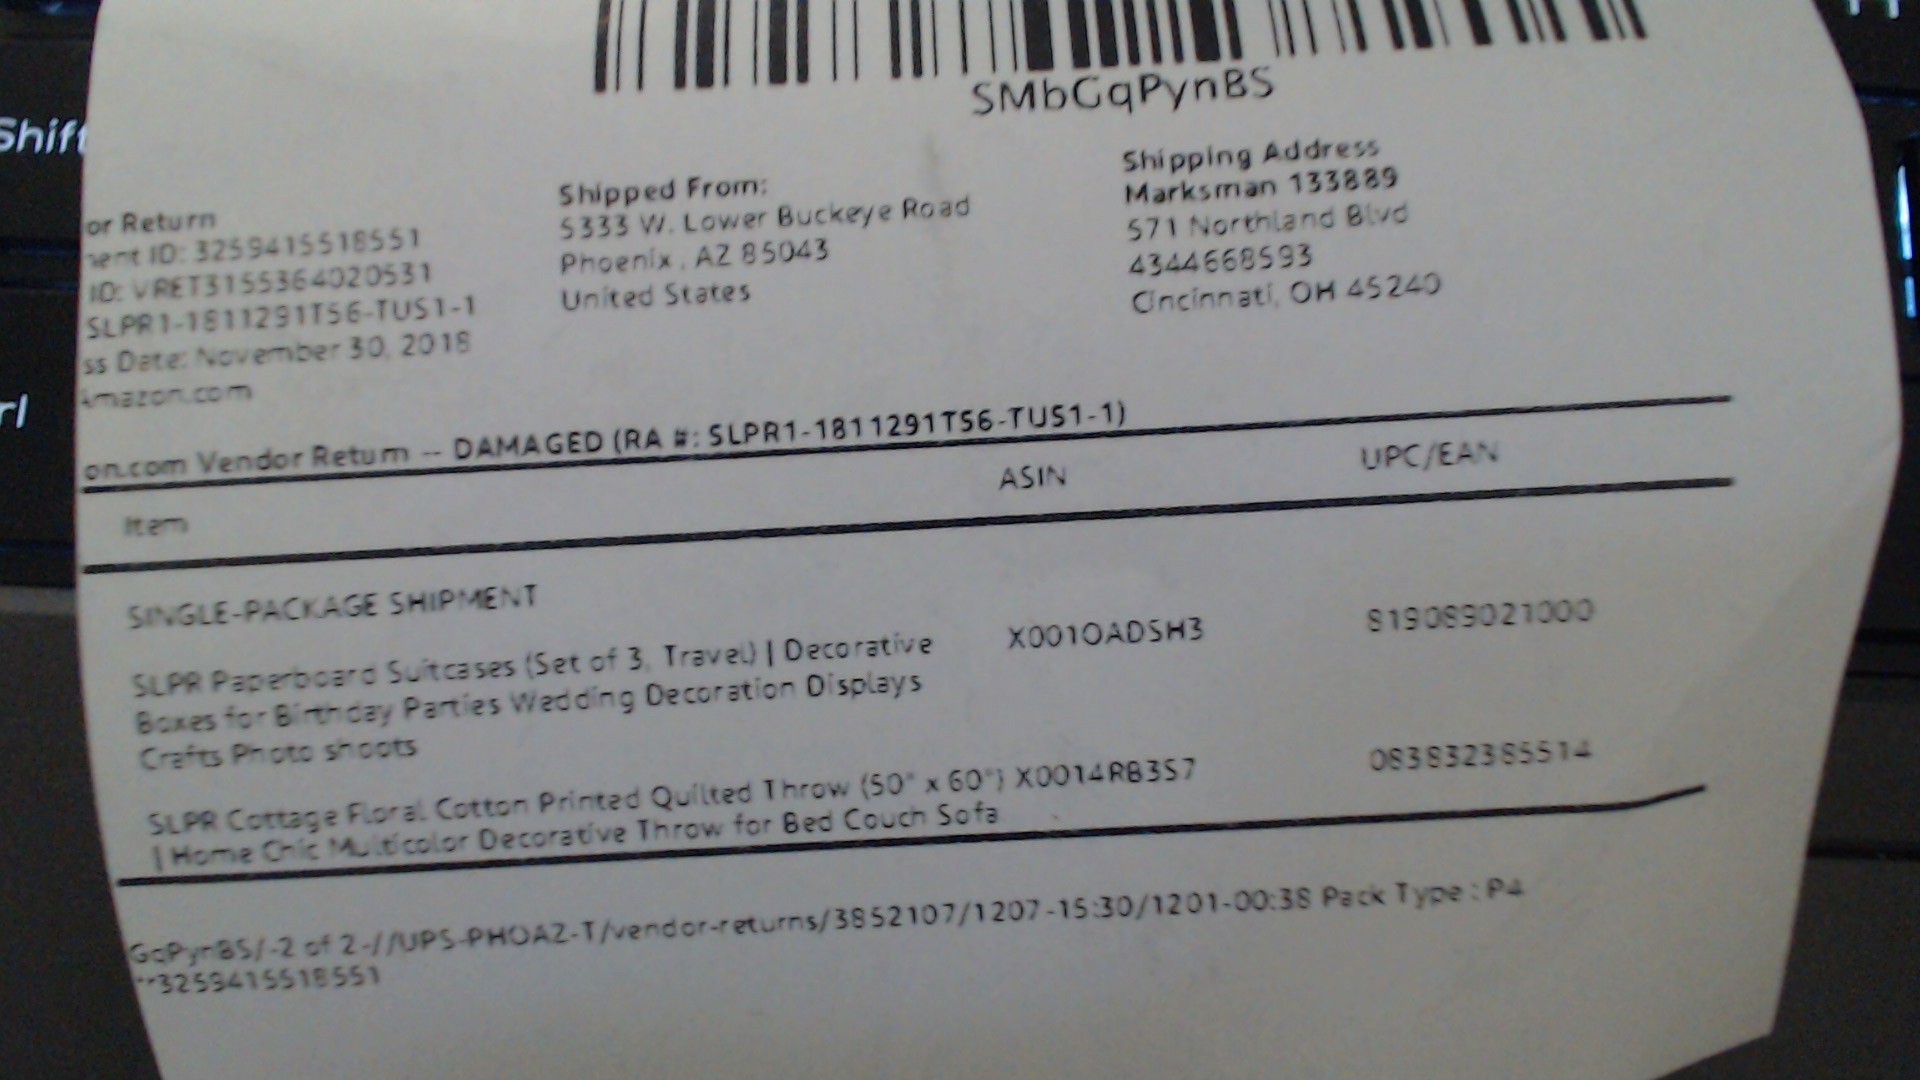 SMbGqPynBS
or Return
ment ID: 3259415518551
ID: VRET3155364020531
SLPR1-1811291T56-TUS1-1
ss Date: November 30, 2018
Amazon.com
Shipped From:
5333 W. Lower Buckeye Road
Phoenix, AZ 85043
United States
Shipping Address
Marksman 133889
571 Northland Blvd
4344668593
Cincinnati, OH 45240
on.com Vendor Return -- DAMAGED (RA #: SLPR1-1811291T56-TUS1-1)
Item ASIN UPC/EAN
SINGLE-PACKAGE SHIPMENT
SLPR Paperboard Suitcases (Set of 3, Travel) | Decorative X001OADSH3 819089021000
Boxes for Birthday Parties Wedding Decoration Displays
Crafts Photo shoots
SLPR Cottage Floral Cotton Printed Quilted Throw (50" x 60") X0014RB3S7 083832385514
| Home Chic Multicolor Decorative Throw for Bed Couch Sofa
GqPynBS/-2 of 2-//UPS-PHOAZ-T/vendor-returns/3852107/1207-15:30/1201-00:38 Pack Type : P4
**3259415518551
Shift
rl